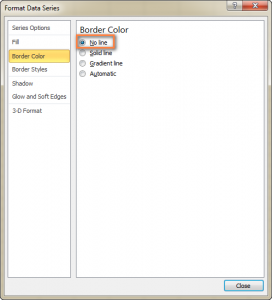 Format Data Series
Series Options
Fill
Border Color
Border Styles
Shadow
Glow and Soft Edges
3-D Format
Border Color
No line
Solid line
Gradient line
Automatic
Close